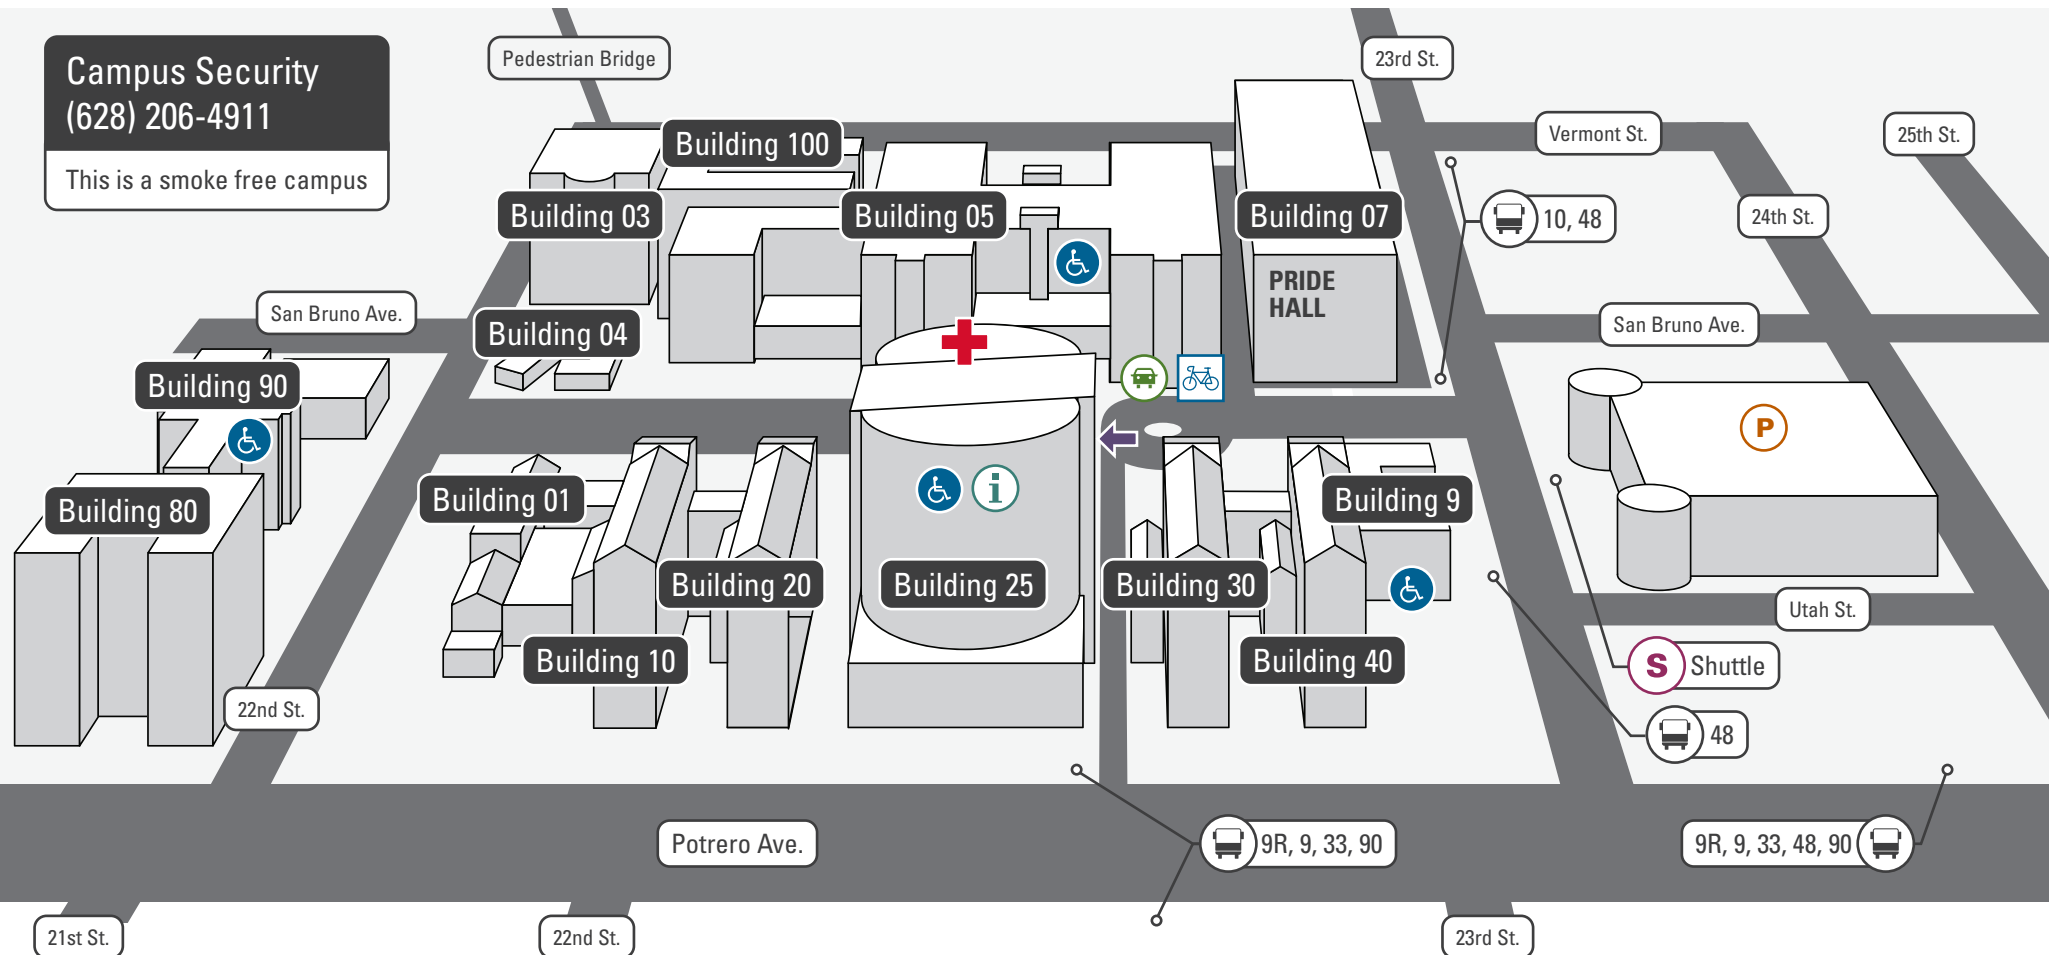 Campus Security
(628) 206-4911
This is a smoke free campus
Pedestrian Bridge
23rd St.
Vermont St.
25th St.
Building 100
Building 03
Building 05
Building 07
10, 48
24th St.
PRIDE
HALL
San Bruno Ave.
Building 04
San Bruno Ave.
Building 90
P
Building 80
Building 01
i
Building 9
Building 20
Building 25
Building 30
Utah St.
Building 10
Building 40
S Shuttle
22nd St.
48
Potrero Ave.
9R, 9, 33, 90
9R, 9, 33, 48, 90
21st St.
22nd St.
23rd St.